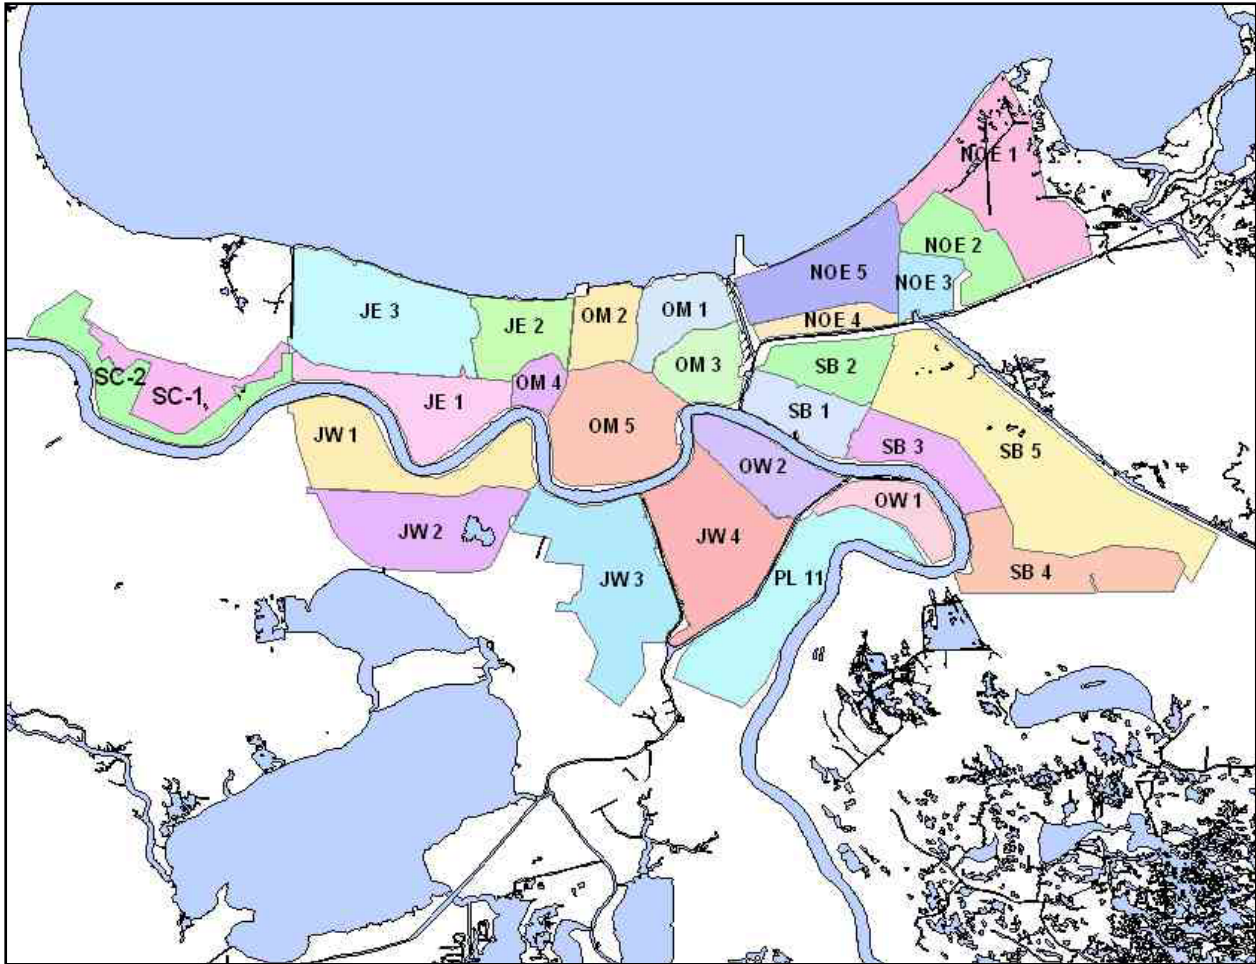 NOE 1
NOE 2
NOE 5
NOE 3
JE 3
OM 1
JE 2
OM 2
NOE 4
OM 3
SB 2
SC-2
OM 4
SC-1
JE 1
SB 1
OM 5
JW 1
SB 3
SB 5
OW 2
OW 1
JW 2
JW 4
SB 4
JW 3
PL 11